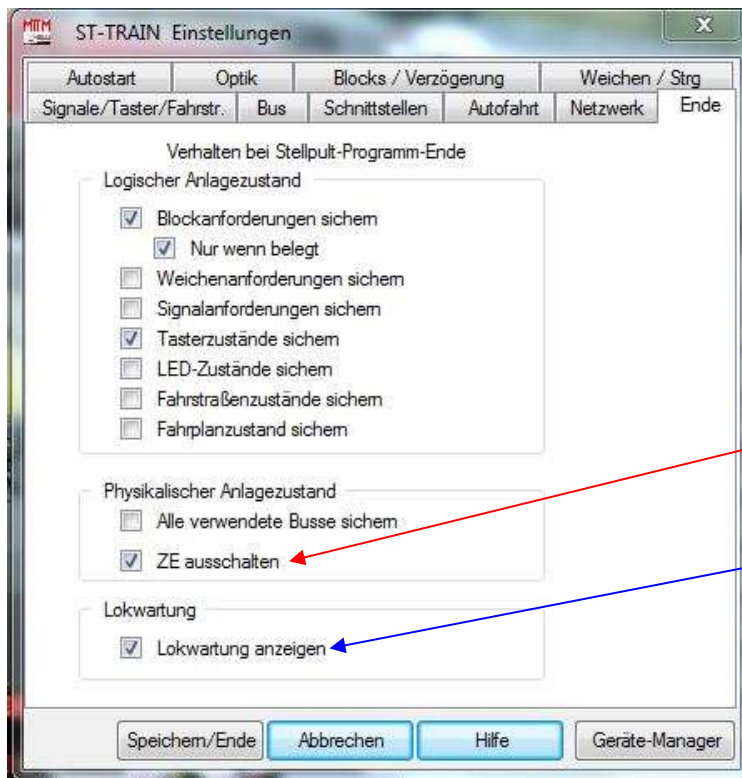 MTTM ST-TRAIN Einstellungen X
Autostart Optik Blocks / Verzögerung Weichen / Strg
Signale/Taster/Fahrstr. Bus Schnittstellen Autofahrt Netzwerk Ende
Verhalten bei Stellpult-Programm-Ende
Logischer Anlagezustand
Blockanforderungen sichern
Nur wenn belegt
Weichenanforderungen sichern
Signalanforderungen sichern
Tasterzustände sichern
LED-Zustände sichern
Fahrstraßenzustände sichern
Fahrplanzustand sichern
Physikalischer Anlagezustand
Alle verwendete Busse sichern
ZE ausschalten
Lokwartung
Lokwartung anzeigen
Speichern/Ende Abbrechen Hilfe Geräte-Manager